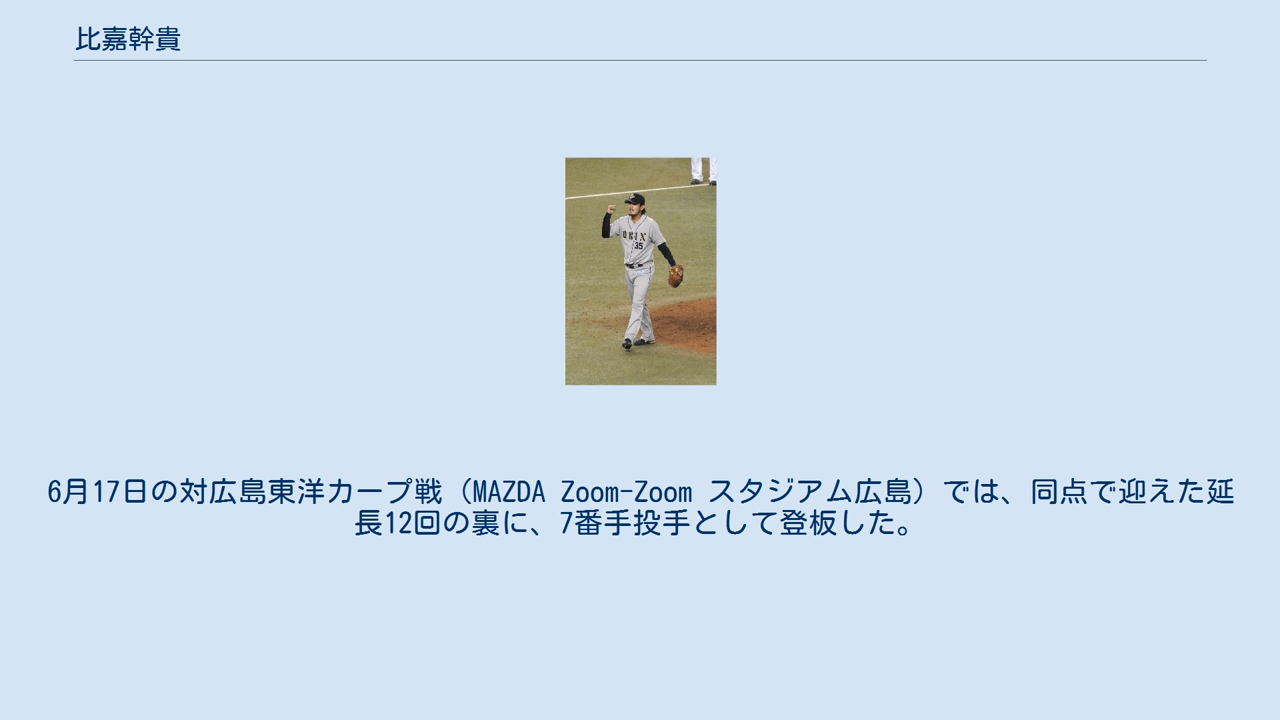 比嘉幹貴
ORIX
35
6月17日の対広島東洋カープ戦（MAZDA Zoom-Zoom スタジアム広島）では、同点で迎えた延
長12回の裏に、7番手投手として登板した。